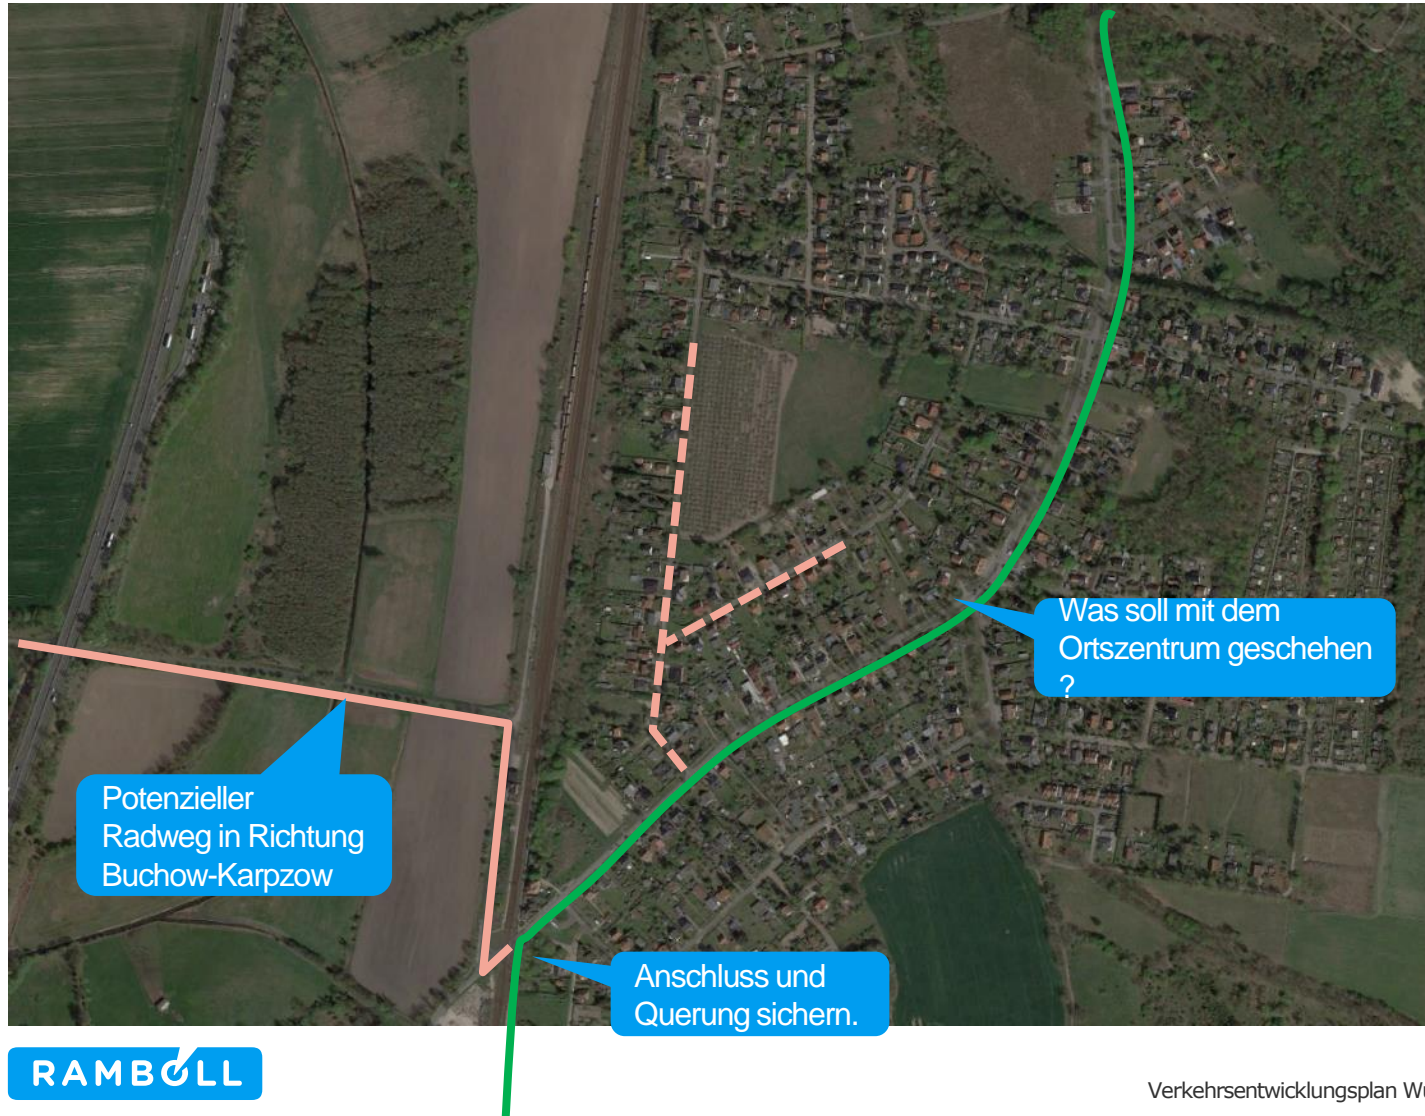 Was soll mit dem
Ortszentrum geschehen
?
Potenzieller
Radweg in Richtung
Buchow-Karpzow
Anschluss und
Querung sichern.
RAMBOLL
Verkehrsentwicklungsplan